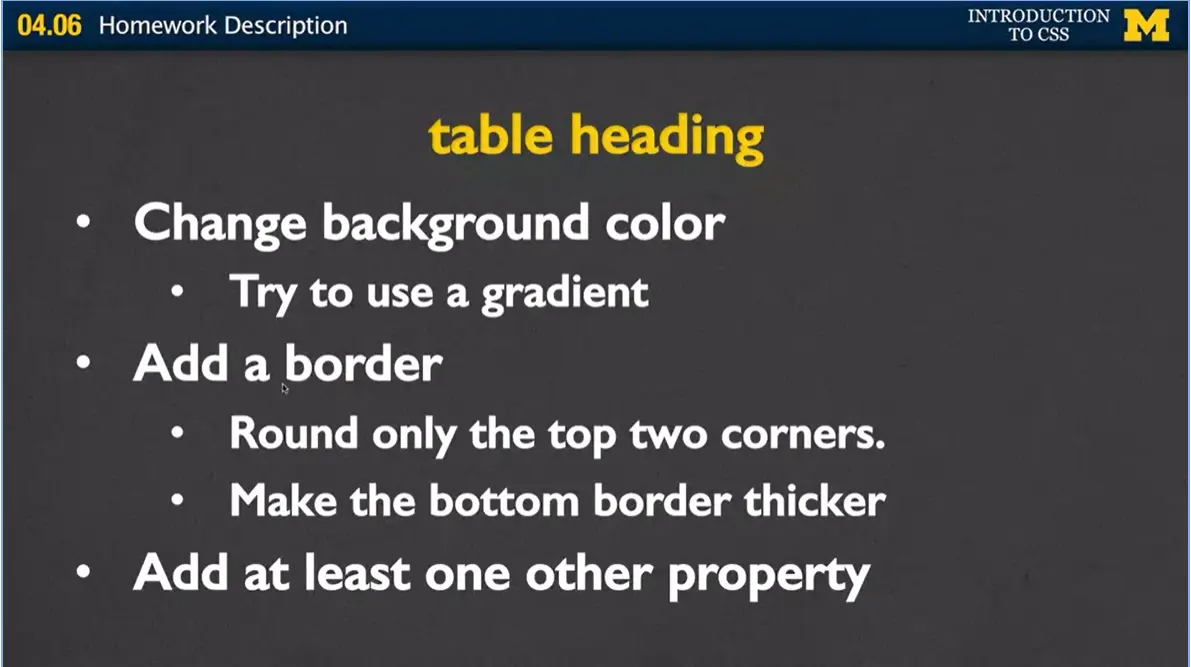 04.06 Homework Description
INTRODUCTION
TO CSS
M
table heading
• Change background color
• Try to use a gradient
• Add a border
• Round only the top two corners.
• Make the bottom border thicker
• Add at least one other property